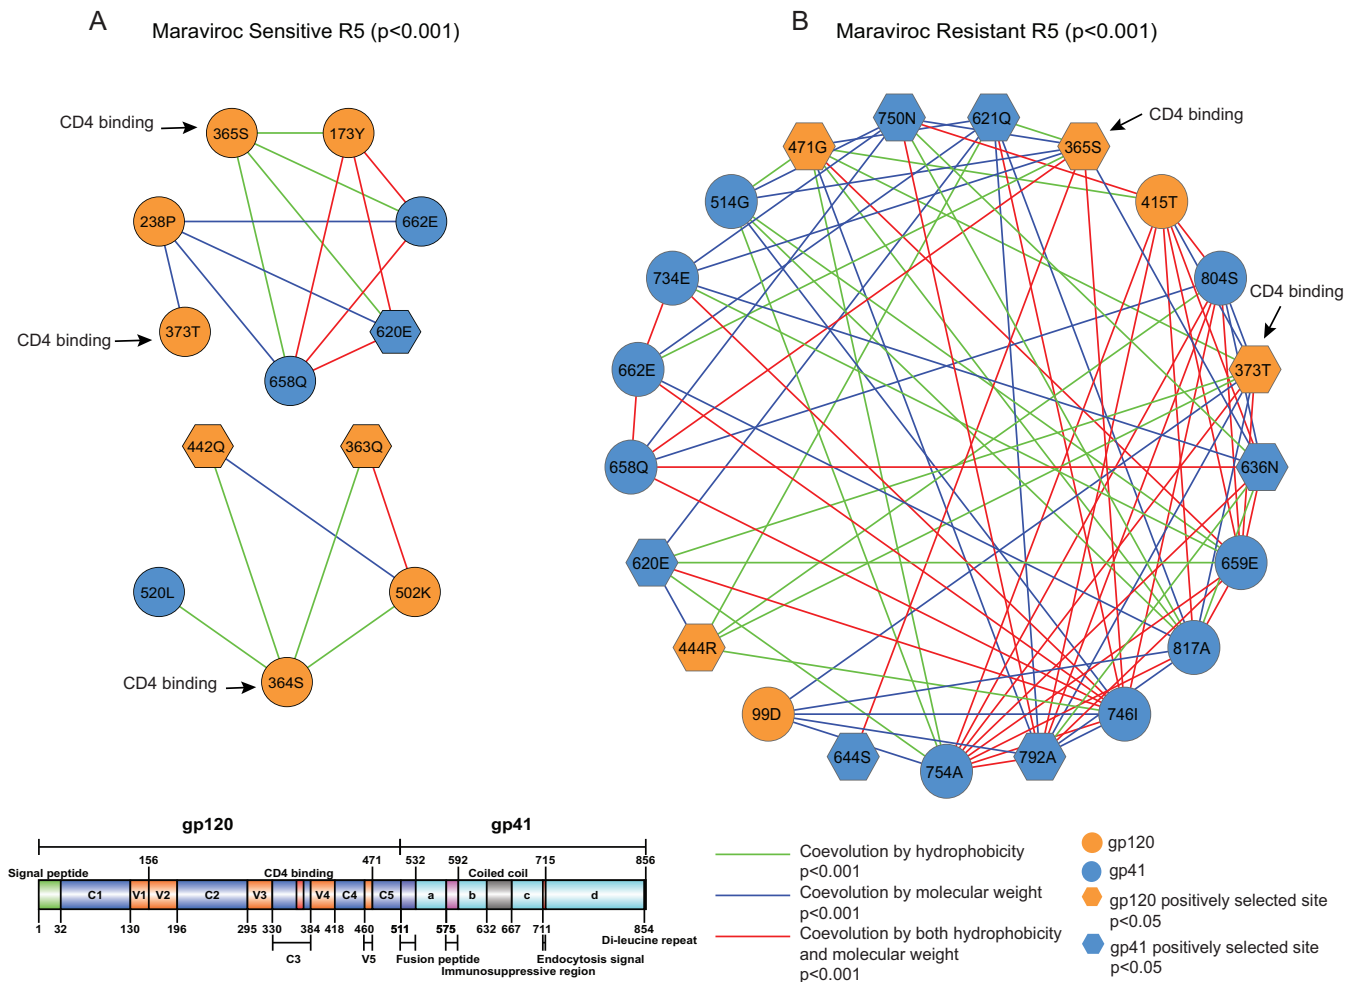 A
Maraviroc Sensitive R5 (p<0.001)
CD4 binding
365S
173Y
238P
662E
373T
CD4 binding
620E
658Q
442Q
363Q
520L
502K
CD4 binding
364S
B
Maraviroc Resistant R5 (p<0.001)
750N
621Q
CD4 binding
471G
365S
514G
415T
734E
804S
CD4 binding
662E
373T
658Q
636N
620E
659E
444R
817A
99D
746I
644S
754A
792A
gp120
gp41
156
471
532
592
715
856
Signal peptide
CD4 binding
Coiled coil
C1
V1
V2
C2
V3
V4
C4
C5
a
b
c
d
1
32
130
196
295
330
384
418
460
511
575
632
667
711
854
Di-leucine repeat
C3
V5
Fusion peptide
Endocytosis signal
Immunosuppressive region
Coevolution by hydrophobicity
p<0.001
Coevolution by molecular weight
p<0.001
Coevolution by both hydrophobicity
and molecular weight
p<0.001
gp120
gp41
gp120 positively selected site
p<0.05
gp41 positively selected site
p<0.05